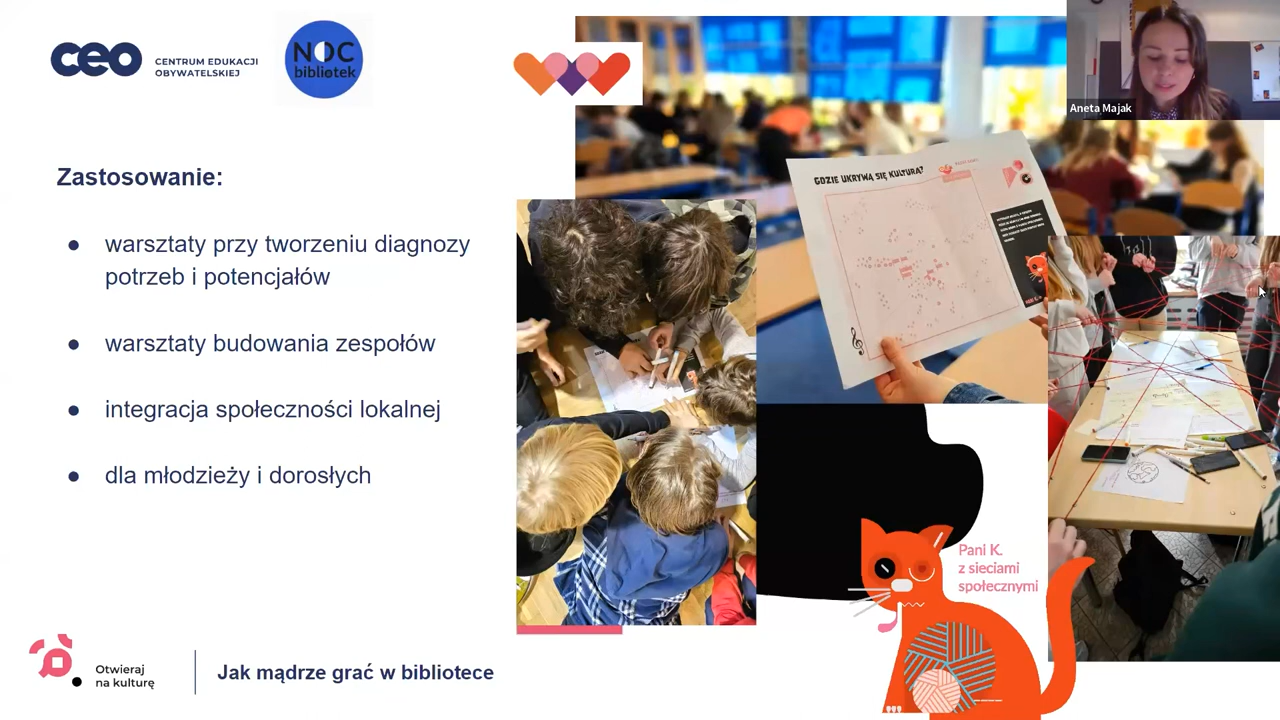 ceo
CENTRUM EDUKACJI
OBYWATELSKIEJ
NOC
bibliotek
Aneta Majak
GDZIE UKRYWA SIĘ KULTURA?
Zastosowanie:
● warsztaty przy tworzeniu diagnozy
potrzeb i potencjałów
● warsztaty budowania zespołów
● integracja społeczności lokalnej
● dla młodzieży i dorosłych
Pani K.
z sieciami
społecznymi
Otwieraj
na kulturę
Jak mądrze grać w bibliotece